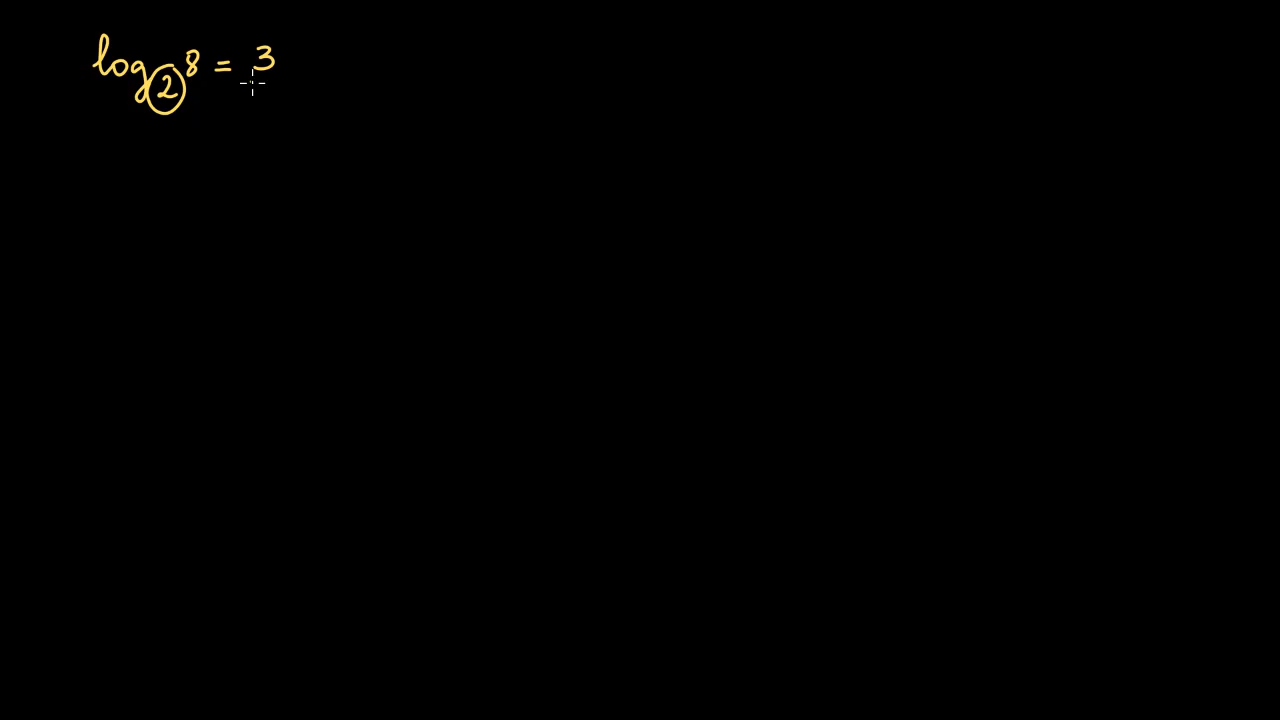 log₂ 8 = 3